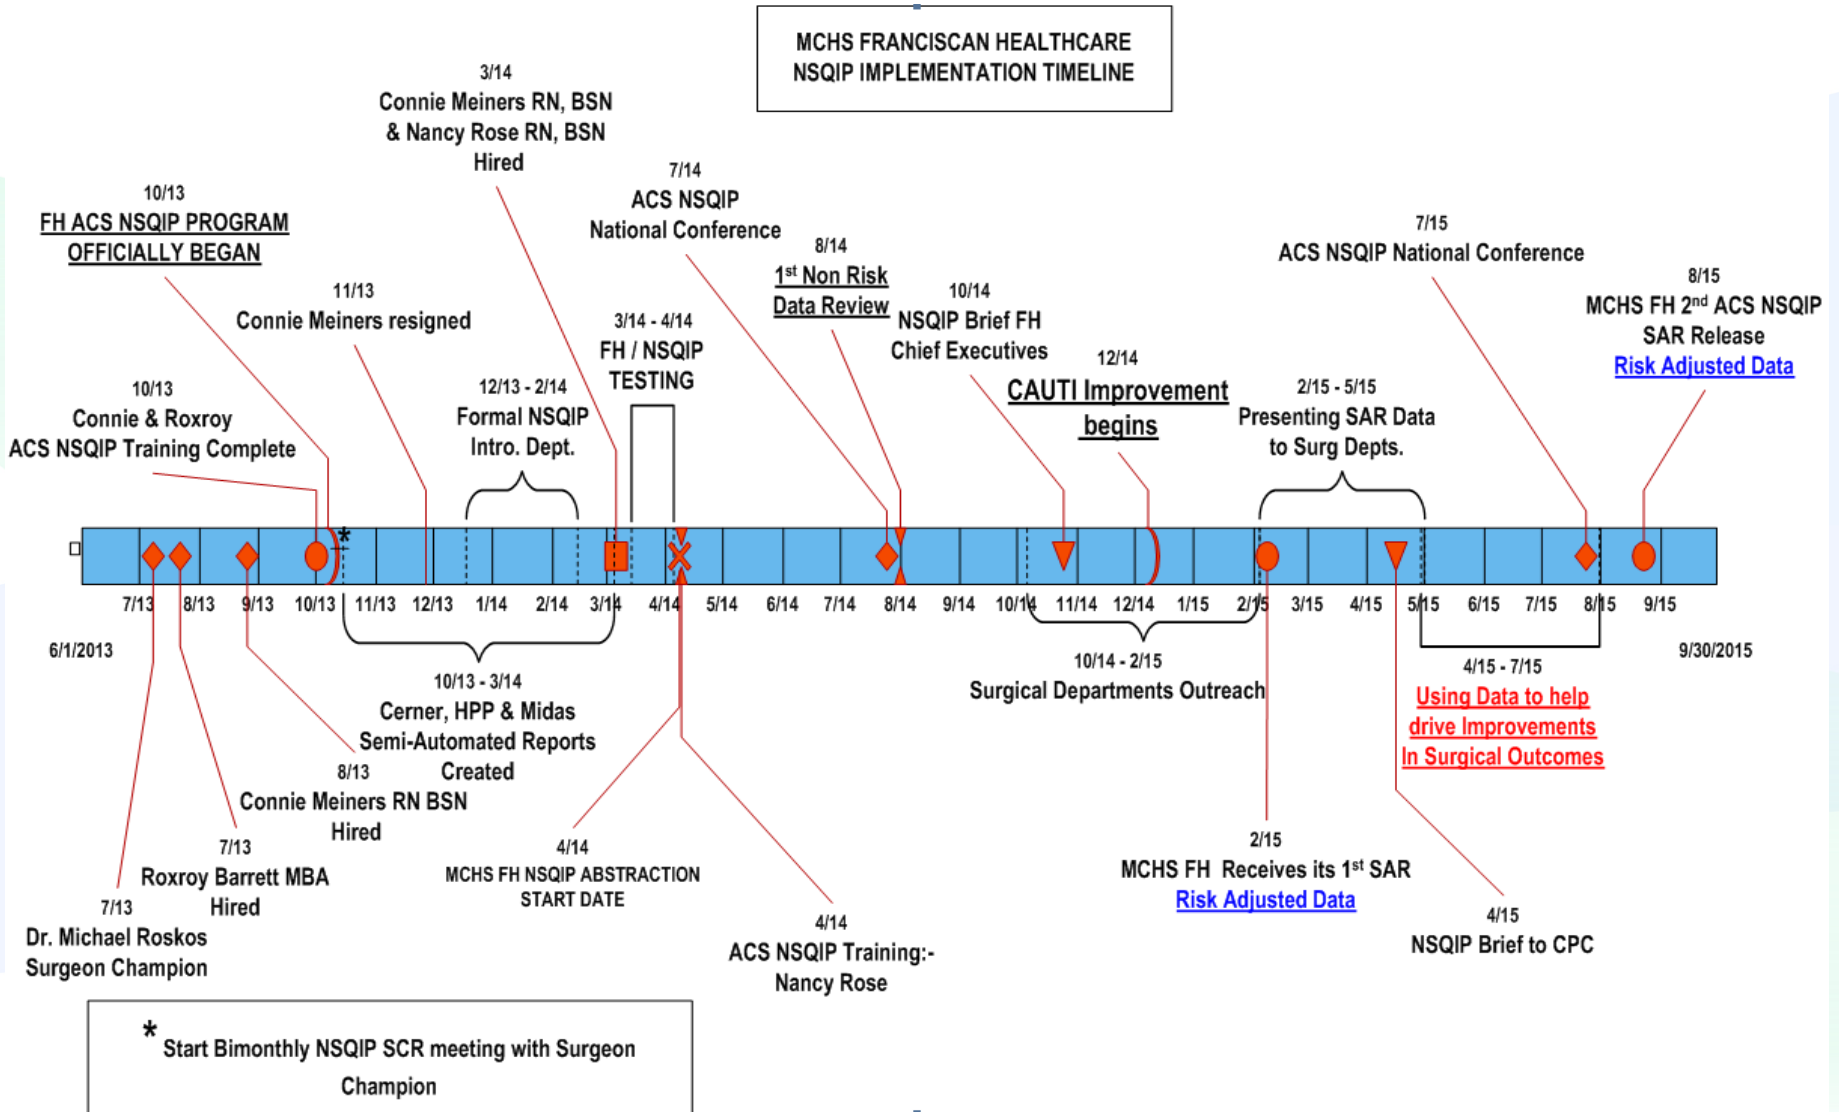 MCHS FRANCISCAN HEALTHCARE
NSQIP IMPLEMENTATION TIMELINE
3/14
Connie Meiners RN, BSN
& Nancy Rose RN, BSN
Hired
10/13
FH ACS NSQIP PROGRAM
OFFICIALLY BEGAN
7/14
ACS NSQIP
National Conference
8/14
1st Non Risk
Data Review
7/15
ACS NSQIP National Conference
8/15
MCHS FH 2nd ACS NSQIP
SAR Release
Risk Adjusted Data
11/13
Connie Meiners resigned
3/14 - 4/14
FH / NSQIP
TESTING
10/14
NSQIP Brief FH
Chief Executives
12/14
CAUTI Improvement
begins
10/13
Connie & Roxroy
ACS NSQIP Training Complete
12/13 - 2/14
Formal NSQIP
Intro. Dept.
2/15 - 5/15
Presenting SAR Data
to Surg Depts.
*
7/13 8/13 9/13 10/13 11/13 12/13 1/14 2/14 3/14 4/14 5/14 6/14 7/14 8/14 9/14 10/14 11/14 12/14 1/15 2/15 3/15 4/15 5/15 6/15 7/15 8/15 9/15
6/1/2013
9/30/2015
10/13 - 3/14
Cerner, HPP & Midas
Semi-Automated Reports
Created
10/14 - 2/15
Surgical Departments Outreach
4/15 - 7/15
Using Data to help
drive Improvements
In Surgical Outcomes
8/13
Connie Meiners RN BSN
Hired
7/13
Roxroy Barrett MBA
Hired
7/13
Dr. Michael Roskos
Surgeon Champion
4/14
MCHS FH NSQIP ABSTRACTION
START DATE
4/14
ACS NSQIP Training:-
Nancy Rose
2/15
MCHS FH Receives its 1st SAR
Risk Adjusted Data
4/15
NSQIP Brief to CPC
* Start Bimonthly NSQIP SCR meeting with Surgeon
Champion